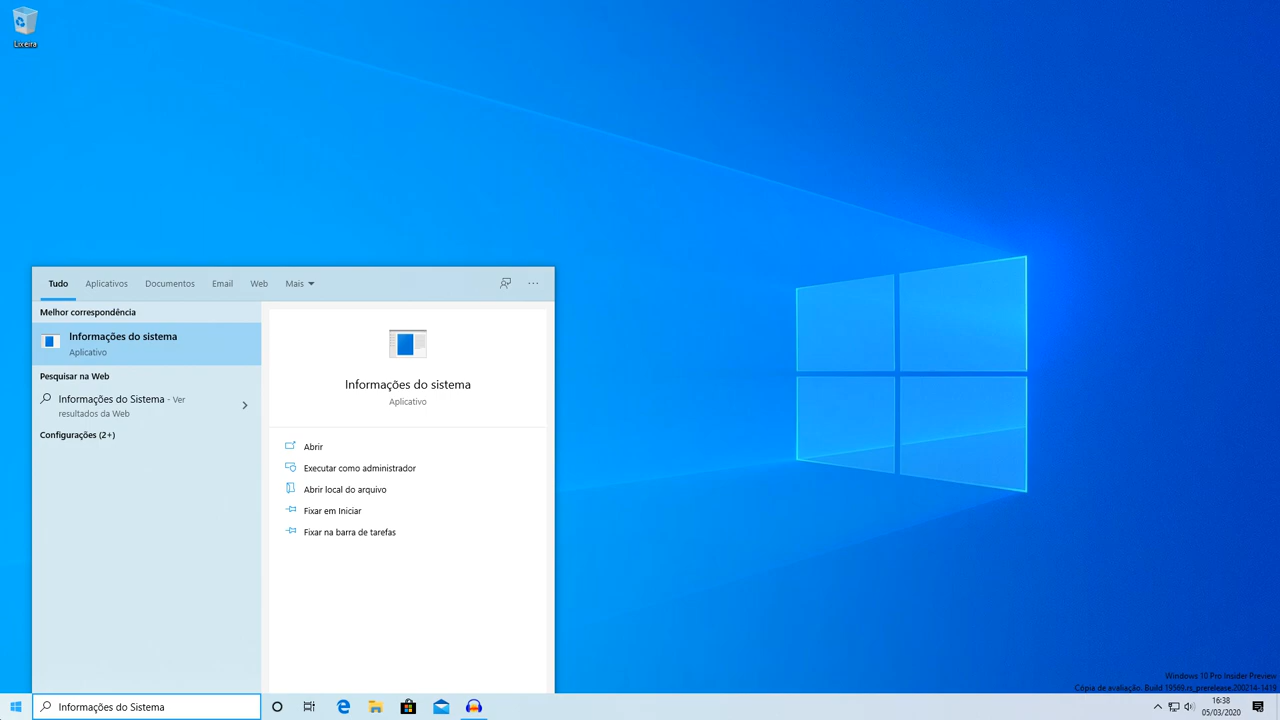 Lixeira
Tudo Aplicativos Documentos Email Web Mais
Melhor correspondência
Informações do sistema
Aplicativo
Pesquisar na Web
Informações do Sistema - Ver
resultados da Web
Configurações (2+)
Informações do sistema
Aplicativo
Abrir
Executar como administrador
Abrir local do arquivo
Fixar em Iniciar
Fixar na barra de tarefas
Windows 10 Pro Insider Preview
Cópia de avaliação. Build 19569.rs_prerelease.200214-1419
Informações do Sistema
16:38
05/03/2020